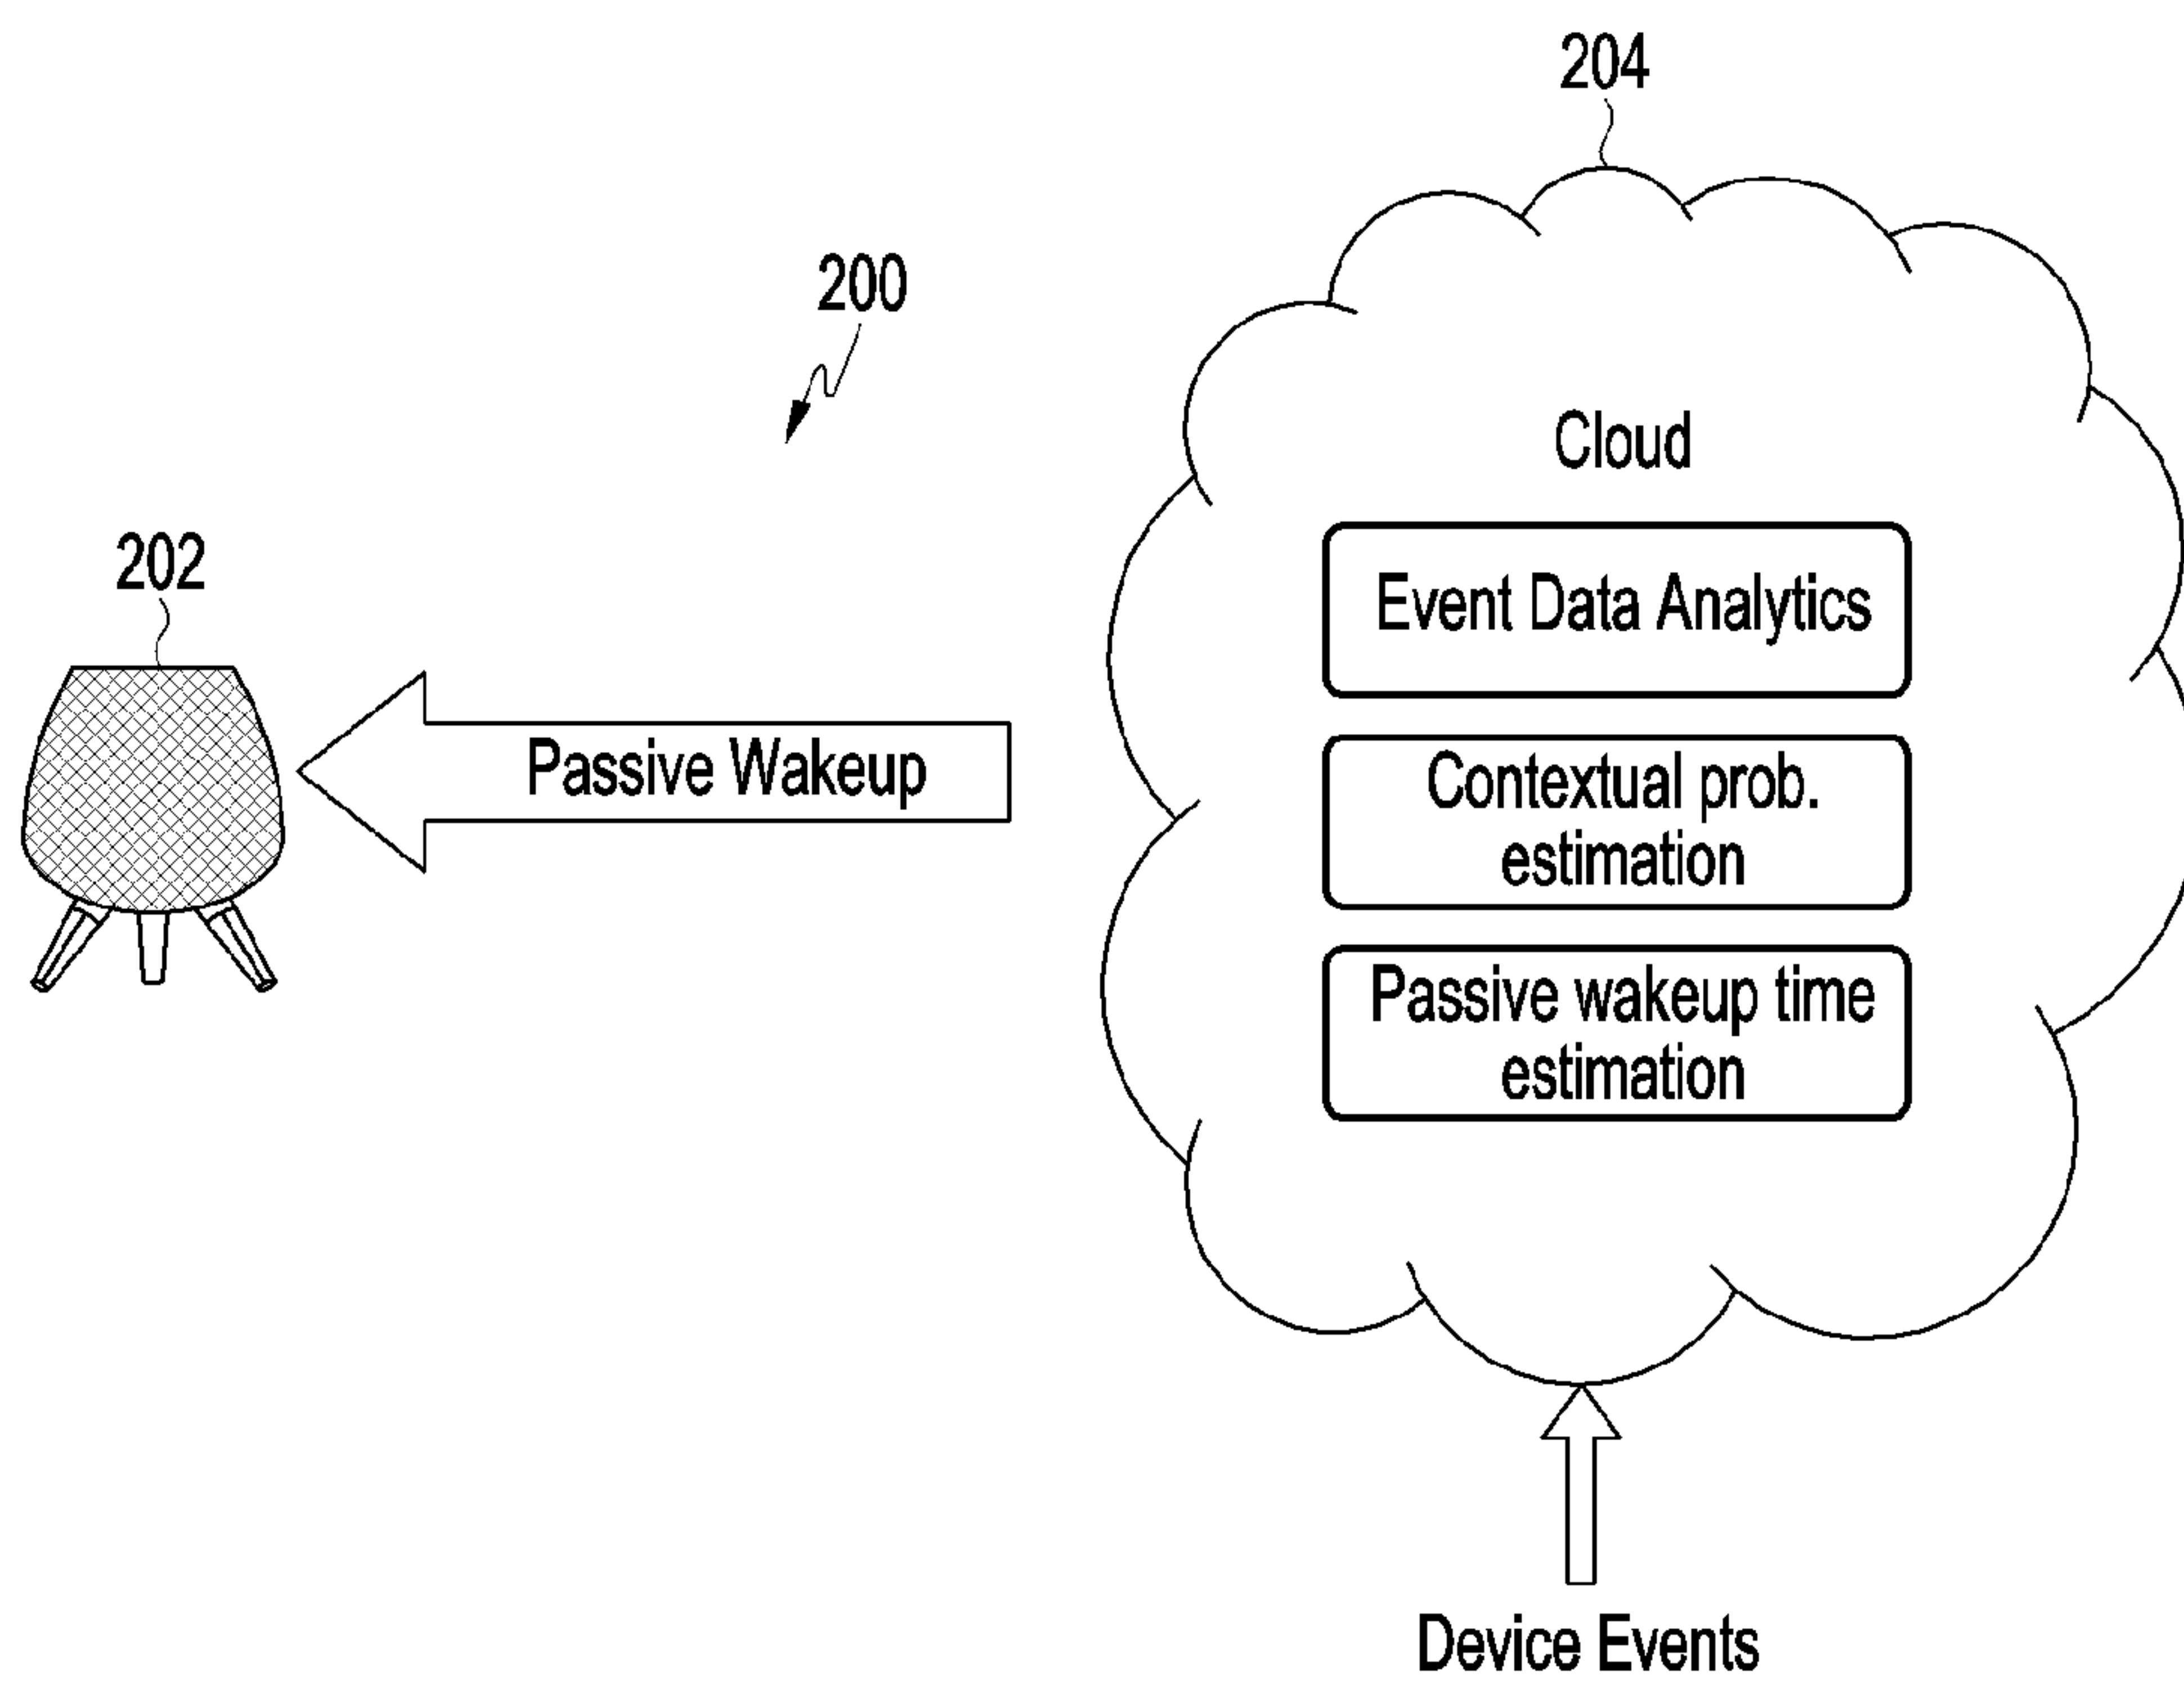 204
200
Cloud
202
Event Data Analytics
Passive Wakeup
Contextual prob.
estimation
Passive wakeup time
estimation
Device Events